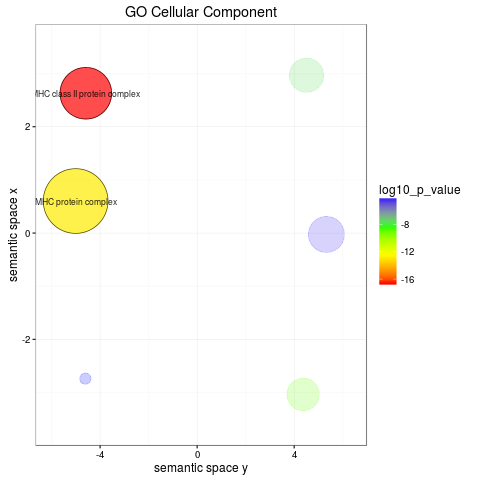 GO Cellular Component
MHC class II protein complex
MHC protein complex
2
0
-2
-4
0
4
semantic space x
semantic space y
log10_p_value
-8
-12
-16